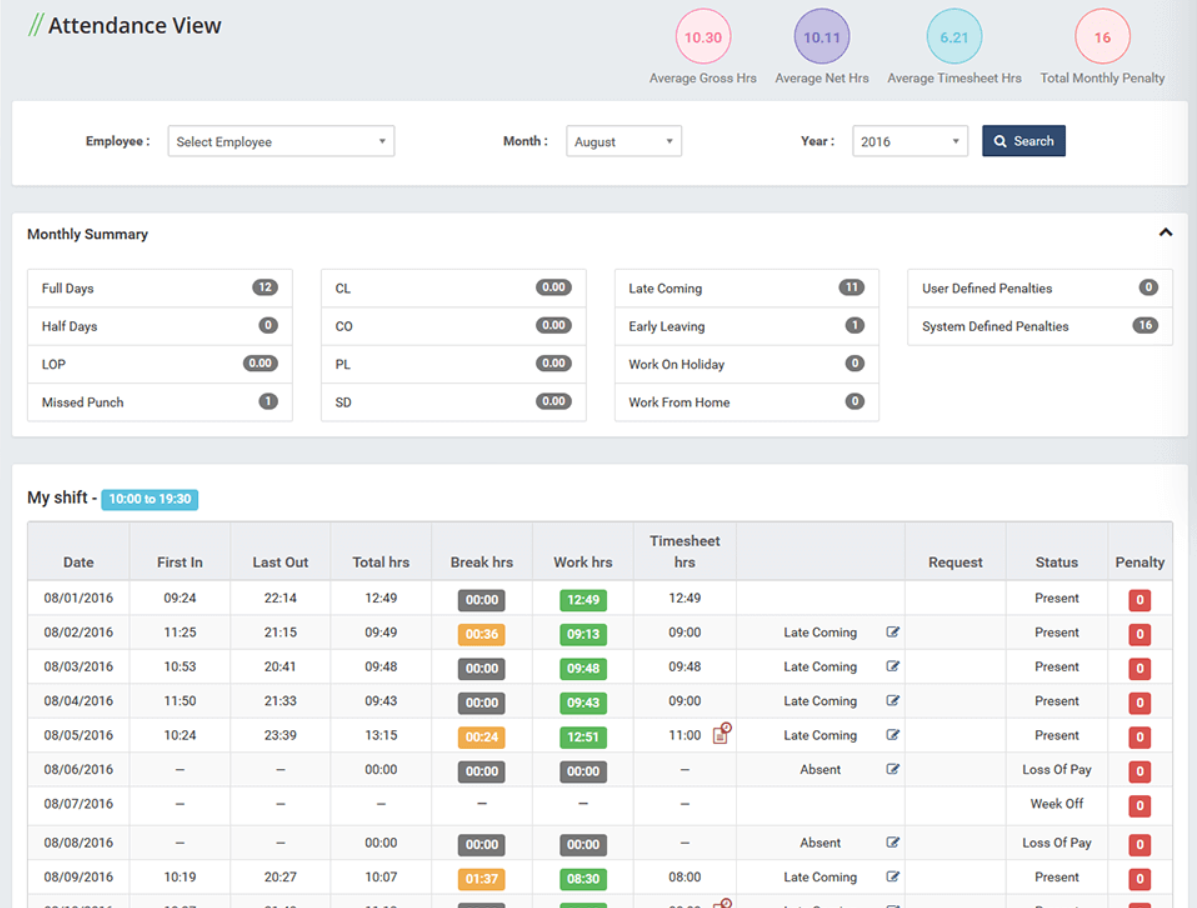 // Attendance View
10.30 10.11 6.21 16
Average Gross Hrs Average Net Hrs Average Timesheet Hrs Total Monthly Penalty
Employee : Select Employee Month : August Year : 2016 Search
Monthly Summary
Full Days 12 CL 0.00 Late Coming 11 User Defined Penalties 0
Half Days 0 CO 0.00 Early Leaving 1 System Defined Penalties 16
LOP 0.00 PL 0.00 Work On Holiday 0
Missed Punch 1 SD 0.00 Work From Home 0
My shift - 10:00 to 19:30
Date First In Last Out Total hrs Break hrs Work hrs Timesheet hrs Request Status Penalty
08/01/2016 09:24 22:14 12:49 00:00 12:49 12:49 Present 0
08/02/2016 11:25 21:15 09:49 00:36 09:13 09:00 Late Coming Present 0
08/03/2016 10:53 20:41 09:48 00:00 09:48 09:48 Late Coming Present 0
08/04/2016 11:50 21:33 09:43 00:00 09:43 09:00 Late Coming Present 0
08/05/2016 10:24 23:39 13:15 00:24 12:51 11:00 Late Coming Present 0
08/06/2016 – – 00:00 00:00 00:00 – Absent Loss Of Pay 0
08/07/2016 – – – – – – Week Off 0
08/08/2016 – – 00:00 00:00 00:00 – Absent Loss Of Pay 0
08/09/2016 10:19 20:27 10:07 01:37 08:30 08:00 Late Coming Present 0